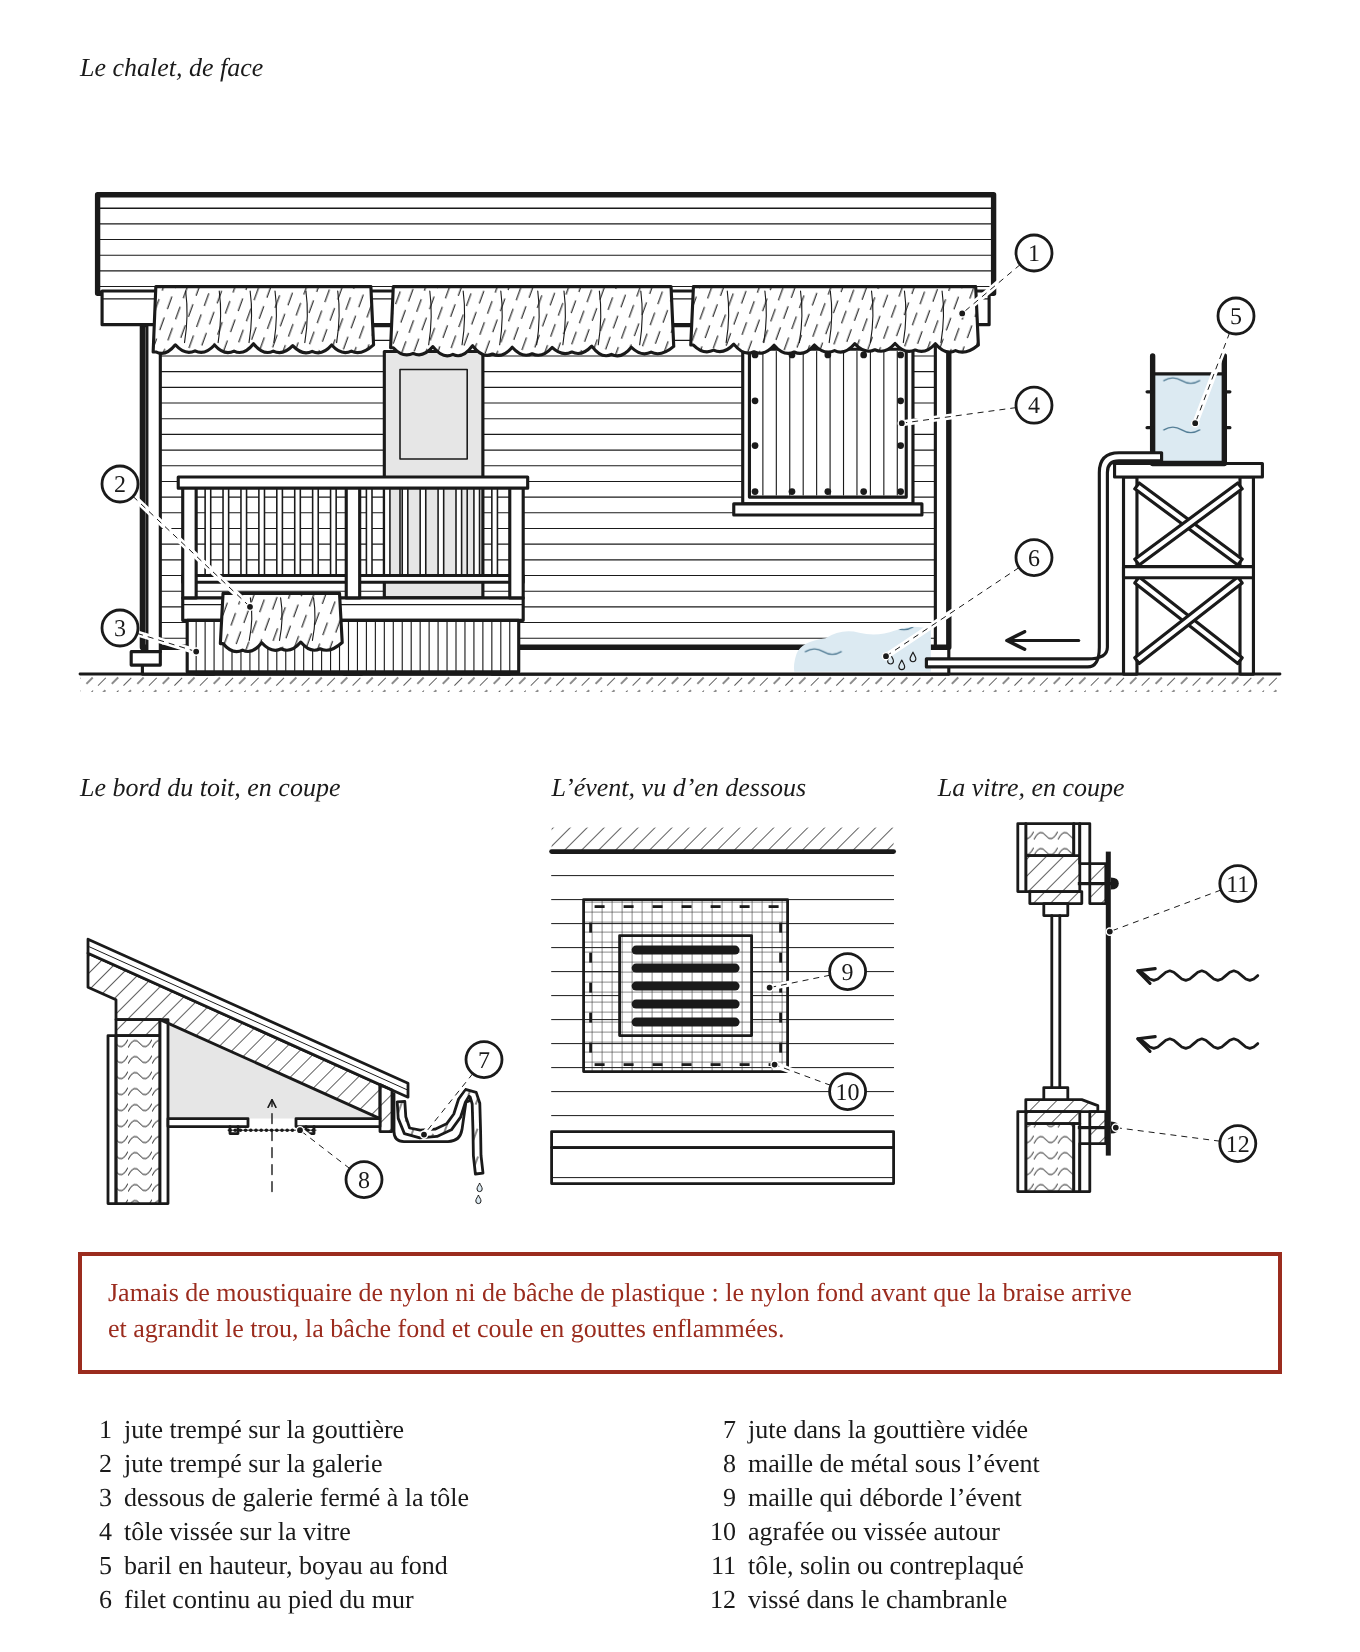 Le chalet, de face
1
5
4
2
6
3
Le bord du toit, en coupe
L’évent, vu d’en dessous
La vitre, en coupe
11
9
7
10
12
8
Jamais de moustiquaire de nylon ni de bâche de plastique : le nylon fond avant que la braise arrive
et agrandit le trou, la bâche fond et coule en gouttes enflammées.
1 jute trempé sur la gouttière
2 jute trempé sur la galerie
3 dessous de galerie fermé à la tôle
4 tôle vissée sur la vitre
5 baril en hauteur, boyau au fond
6 filet continu au pied du mur
7 jute dans la gouttière vidée
8 maille de métal sous l’évent
9 maille qui déborde l’évent
10 agrafée ou vissée autour
11 tôle, solin ou contreplaqué
12 vissé dans le chambranle